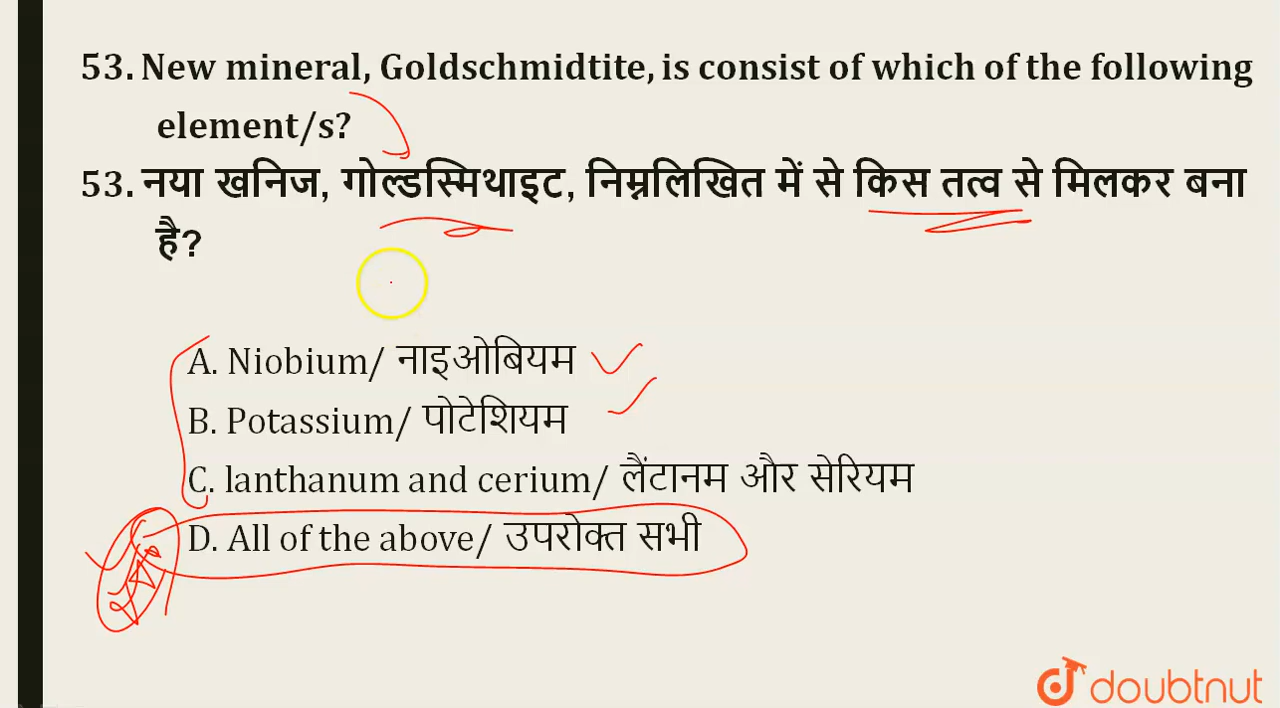 53. New mineral, Goldschmidtite, is consist of which of the following
element/s?
53. नया खनिज, गोल्डस्मिथाइट, निम्नलिखित में से किस तत्व से मिलकर बना
है?
A. Niobium/ नाइओबियम
B. Potassium/ पोटेशियम
C. lanthanum and cerium/ लैंटानम और सेरियम
D. All of the above/ उपरोक्त सभी
doubtnut